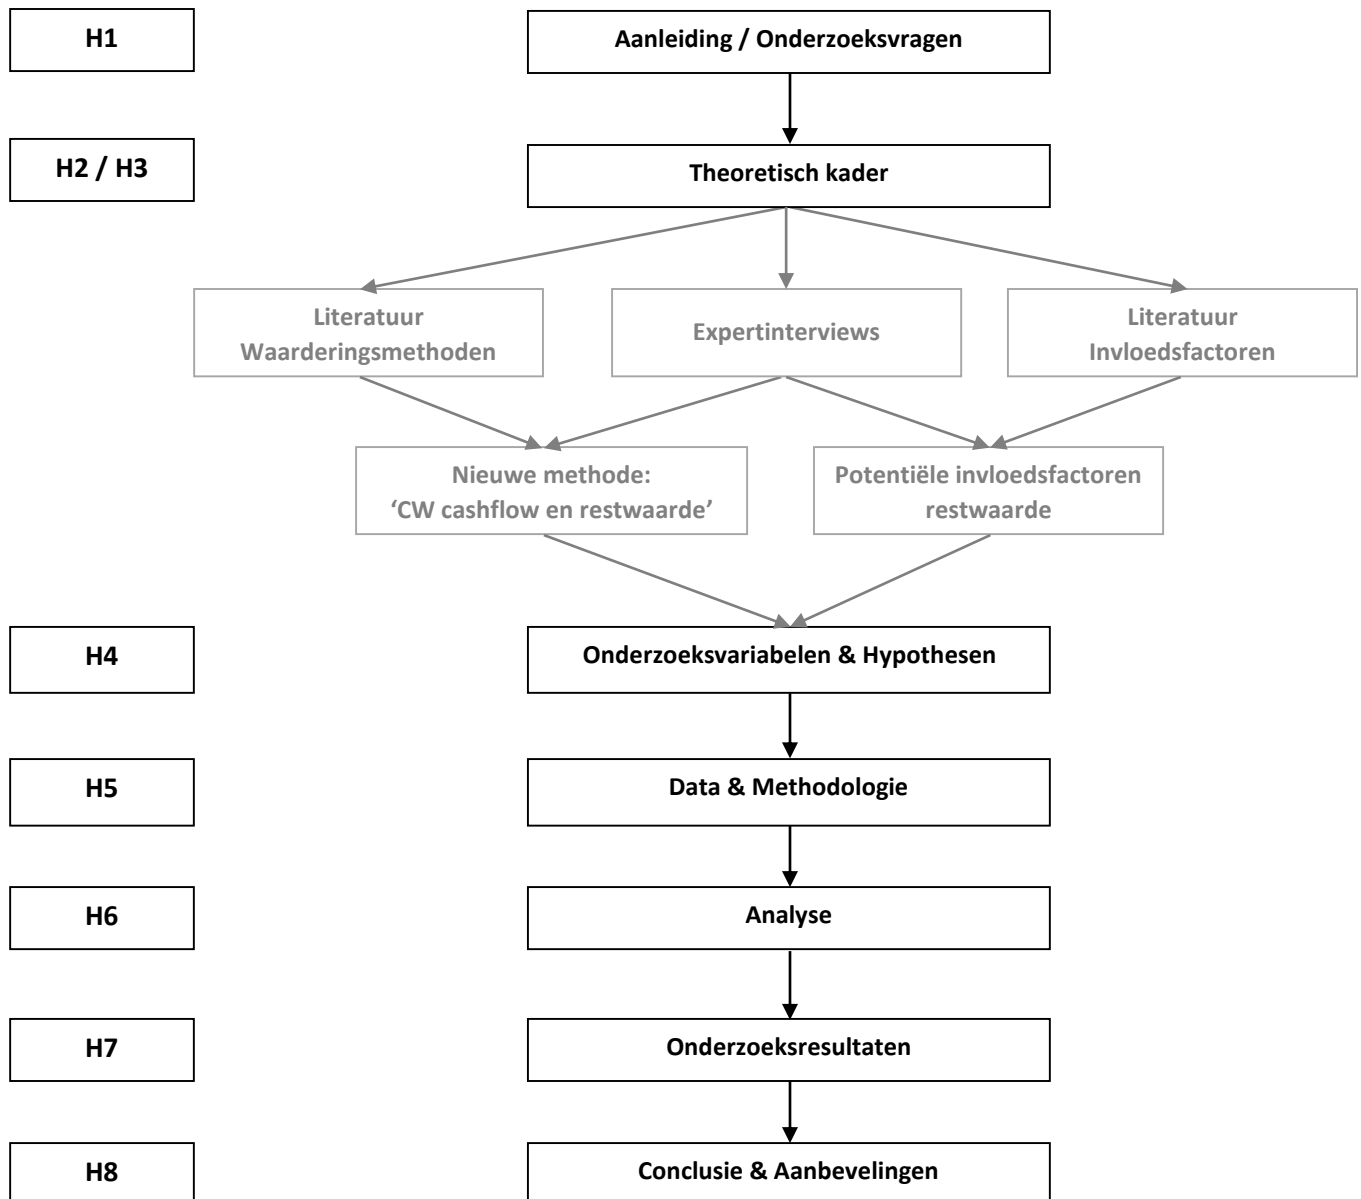 H1
Aanleiding / Onderzoeksvragen
H2 / H3
Theoretisch kader
Literatuur
Waarderingsmethoden
Expertinterviews
Literatuur
Invloedsfactoren
Nieuwe methode:
‘CW cashflow en restwaarde’
Potentiële invloedsfactoren
restwaarde
H4
Onderzoeksvariabelen & Hypothesen
H5
Data & Methodologie
H6
Analyse
H7
Onderzoeksresultaten
H8
Conclusie & Aanbevelingen